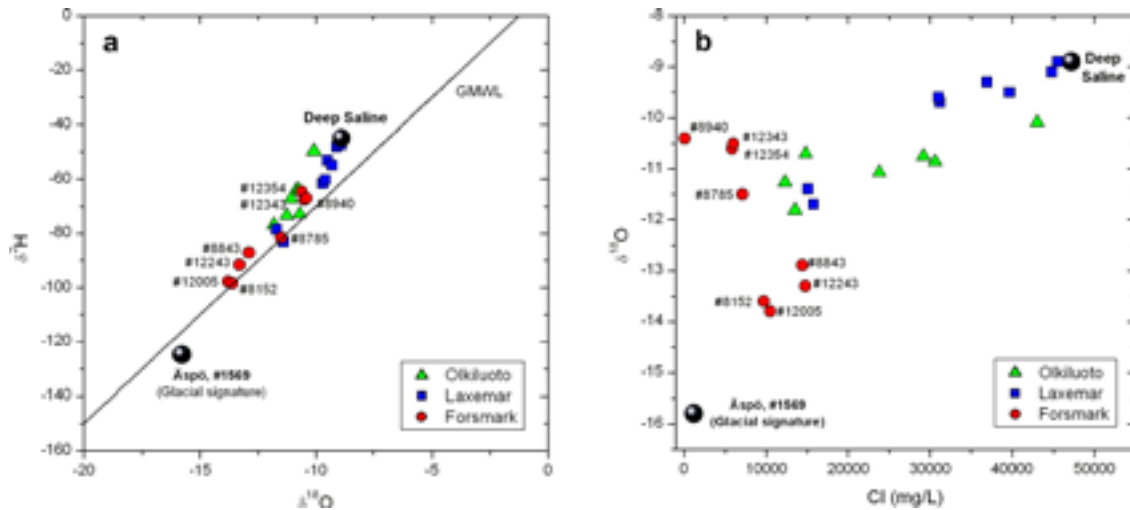 a
0
-20
-40
-60
-80
-100
-120
-140
-160
-20
-15
-10
-5
0
δ²H
δ¹⁸O
GMWL
Deep Saline
#12354
#12343
#8940
#8785
#8843
#12243
#12005
#8152
Äspö, #1569
(Glacial signature)
Olkiluoto
Laxemar
Forsmark
b
-8
-9
-10
-11
-12
-13
-14
-15
-16
0
10000
20000
30000
40000
50000
δ¹⁸O
Cl (mg/L)
Deep
Saline
#8940
#12343
#12354
#8785
#8843
#12243
#8152
#12005
Äspö, #1569
(Glacial signature)
Olkiluoto
Laxemar
Forsmark